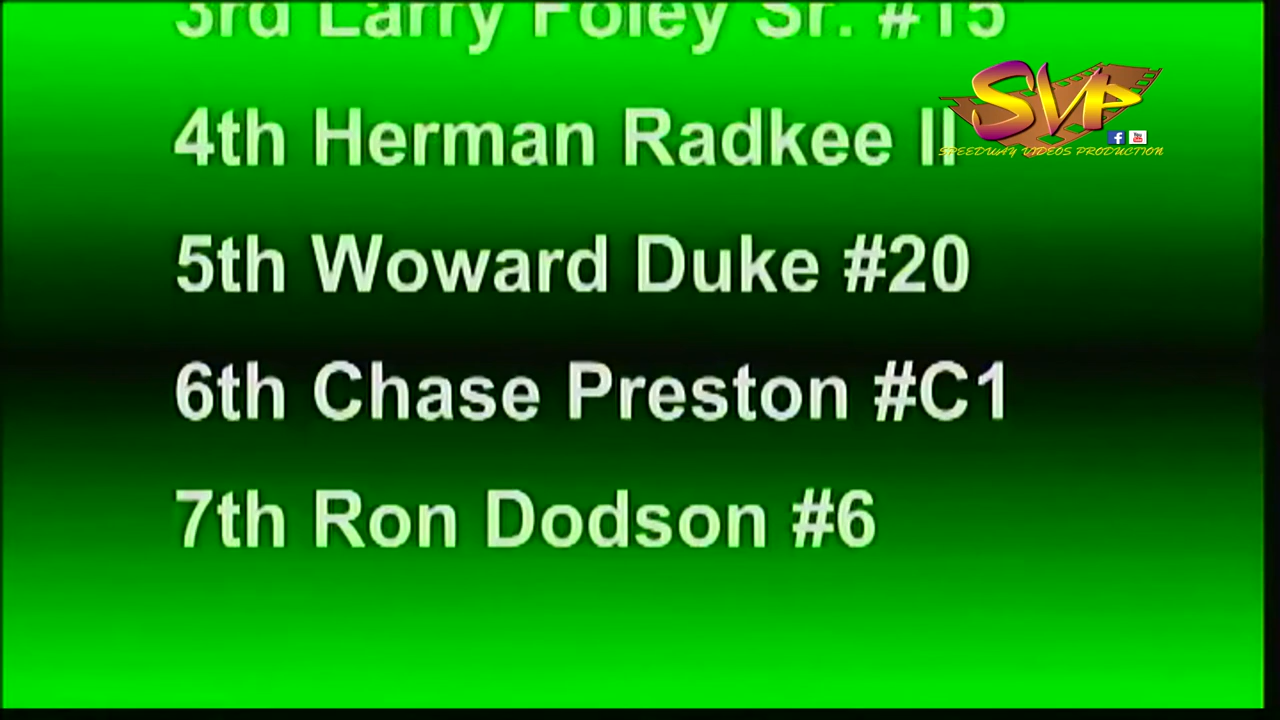 3rd Larry Foley Sr. #15
SVP
4th Herman Radkee II
SPEEDWAY VIDEOS PRODUCTION
5th Woward Duke #20
6th Chase Preston #C1
7th Ron Dodson #6